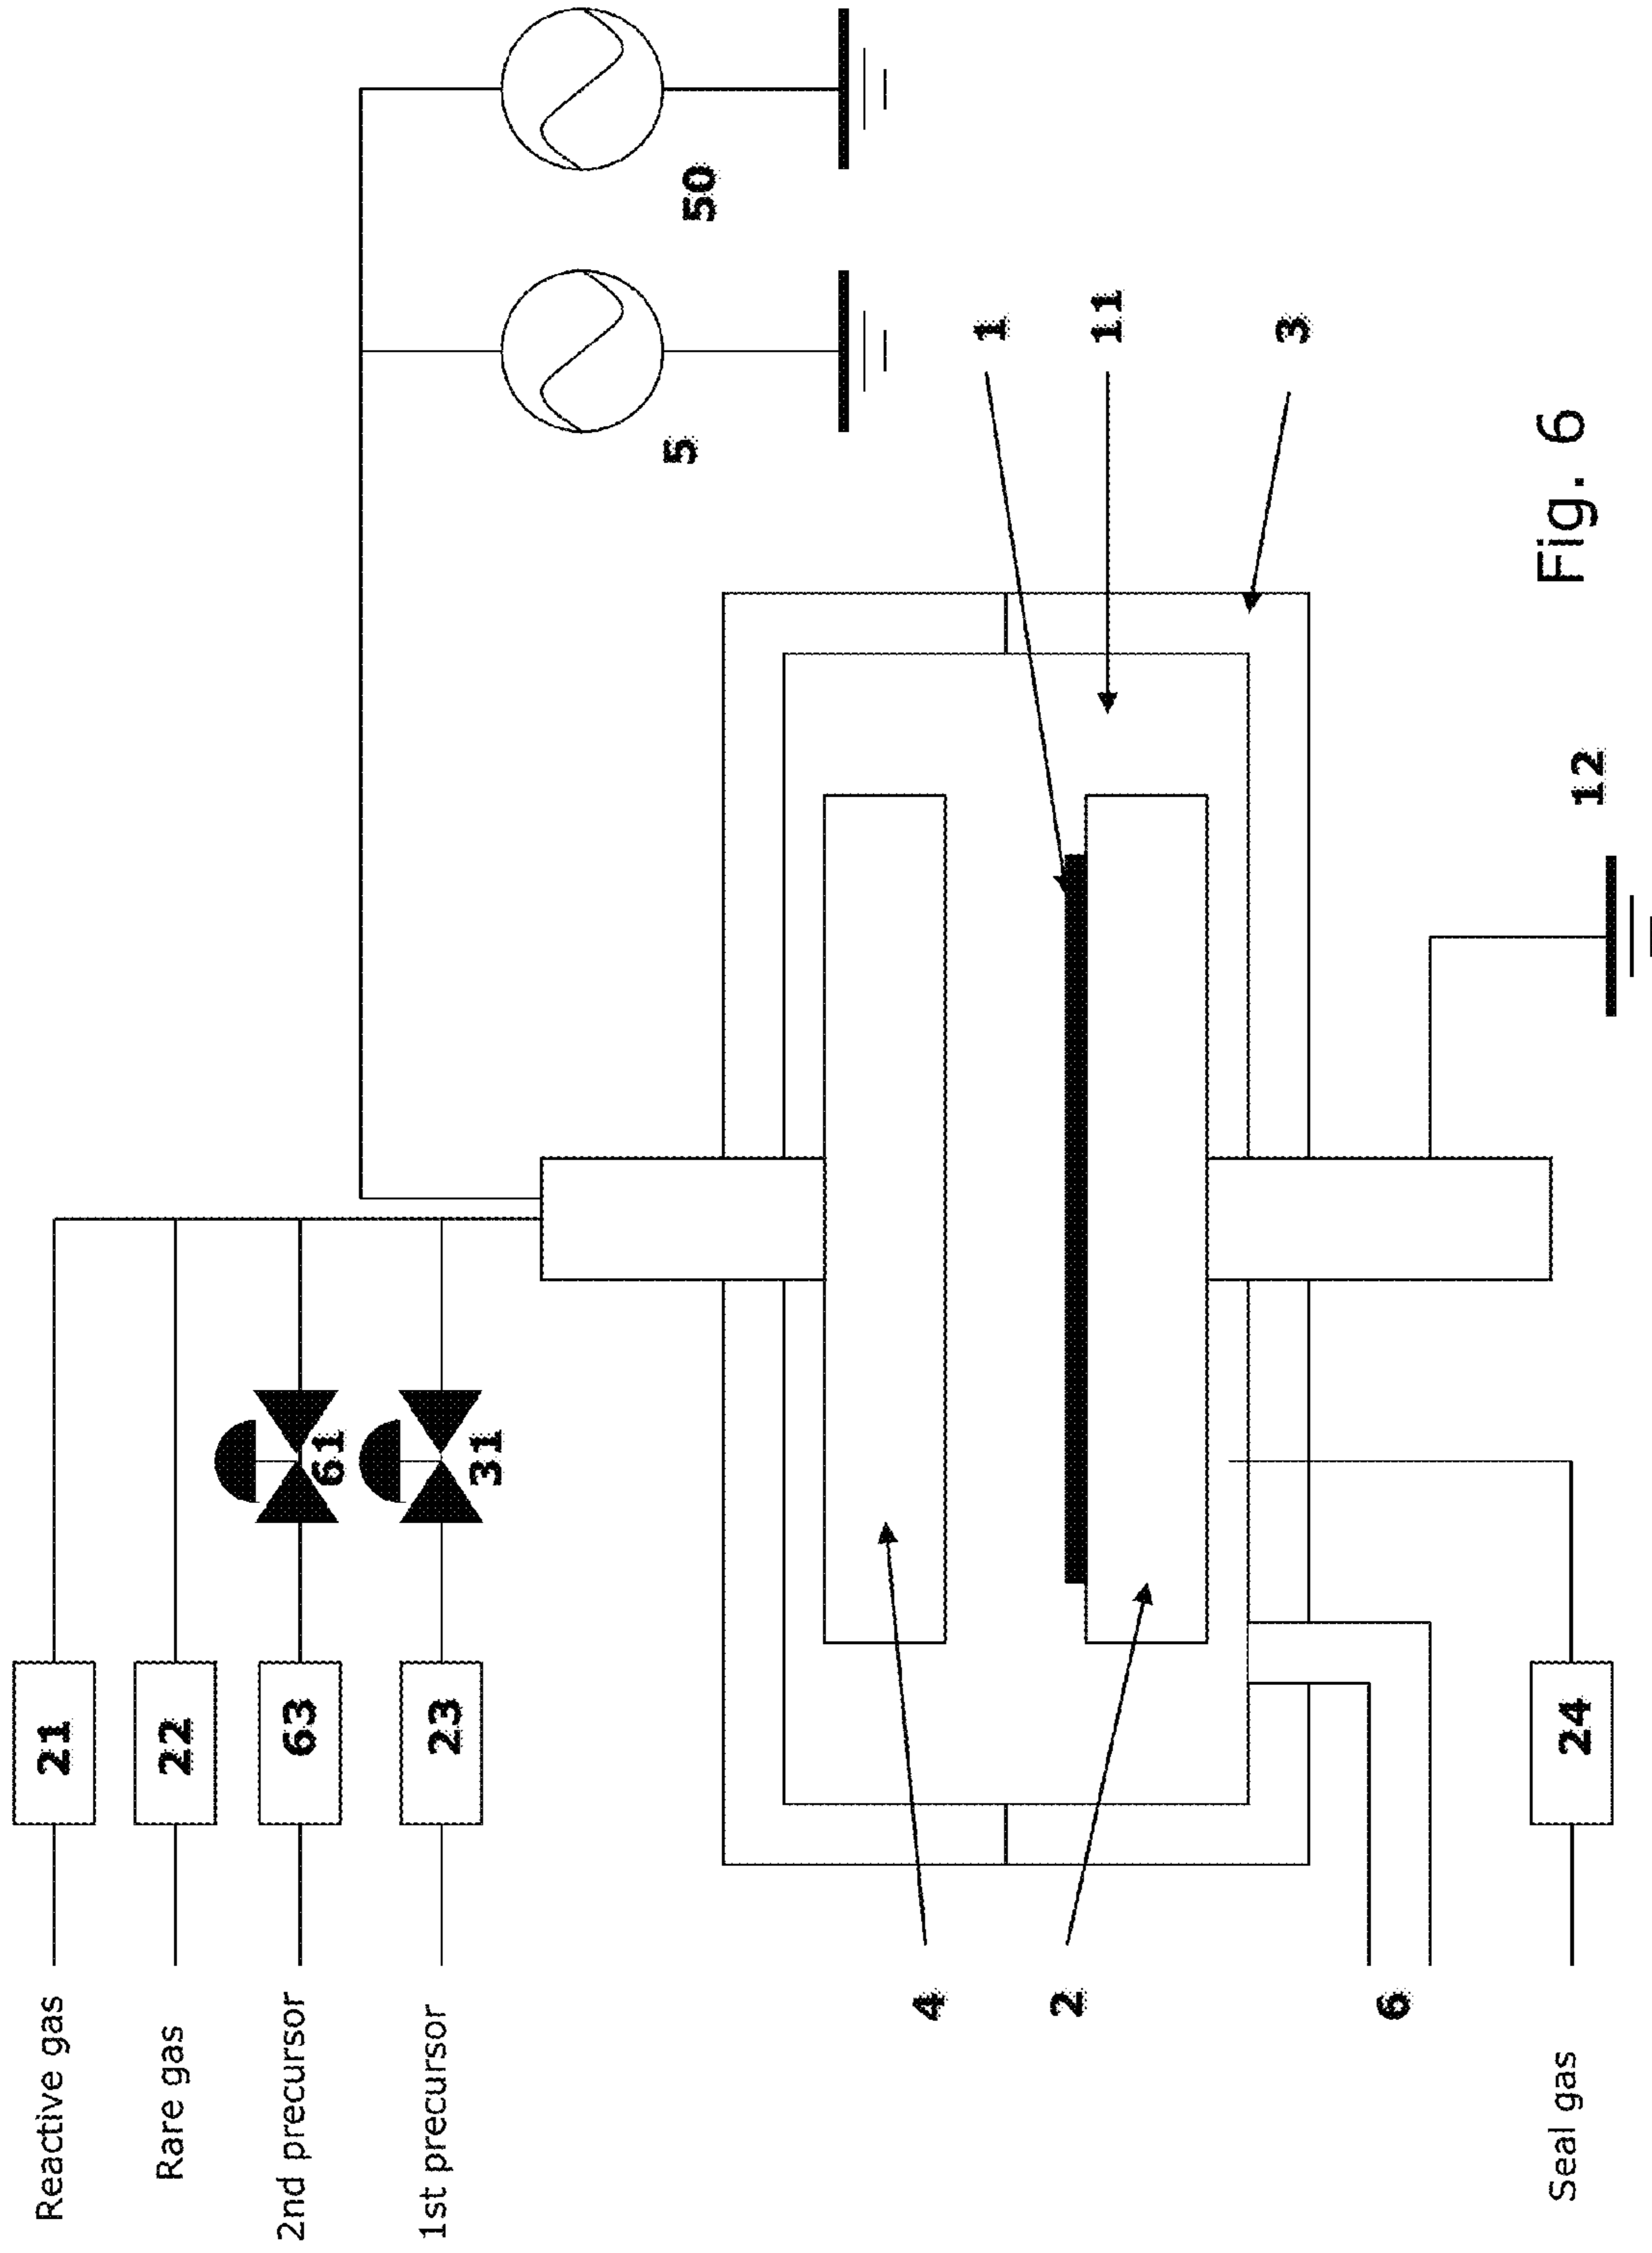 Reactive gas
21
Rare gas
22
2nd precursor
63
61
1st precursor
23
31
5
50
4
2
1
11
3
6
Seal gas
24
12
Fig. 6